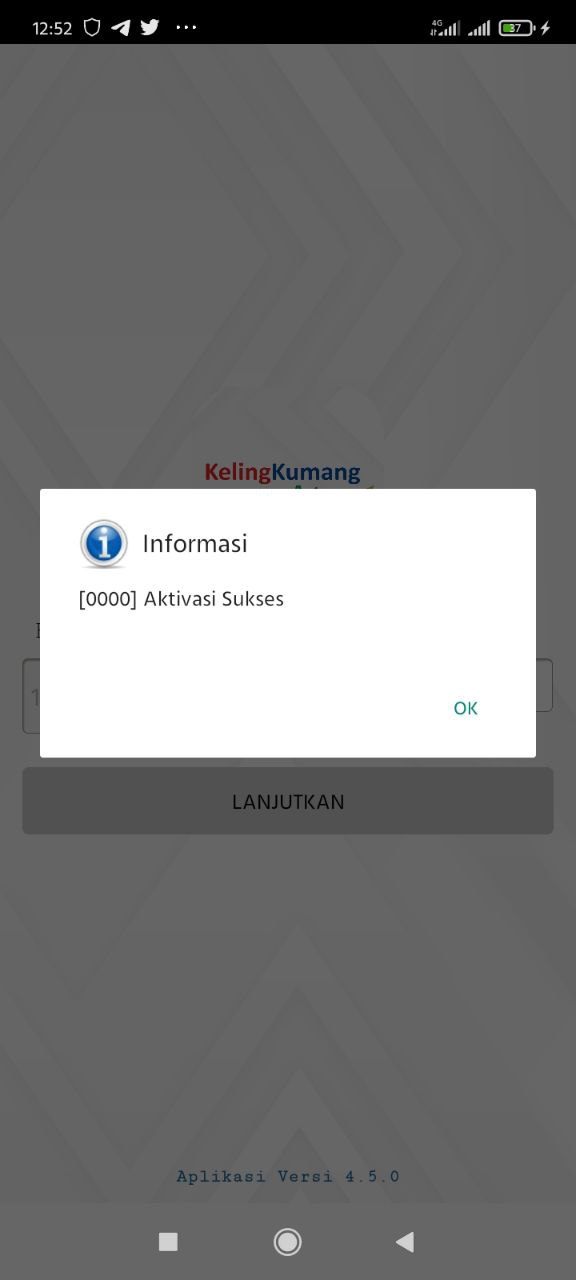 12:52
4G
37
KelingKumang
Informasi
[0000] Aktivasi Sukses
OK
LANJUTKAN
Aplikasi Versi 4.5.0